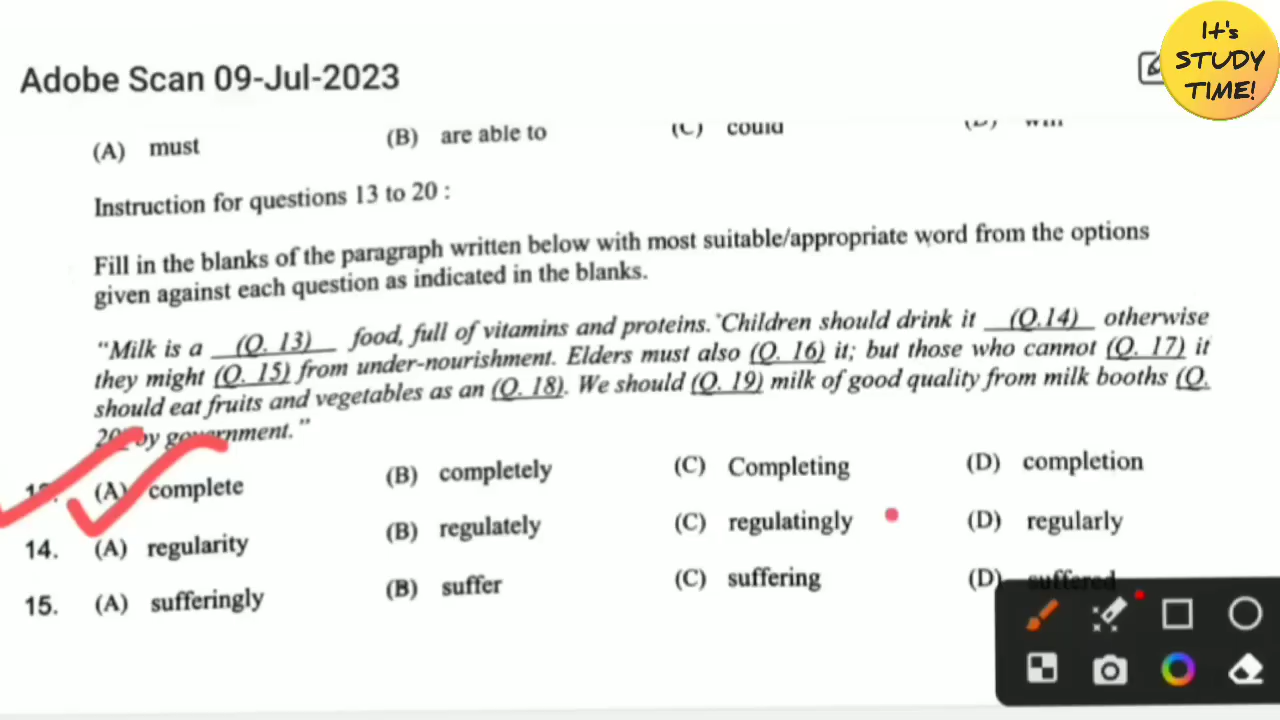 It's
STUDY
TIME!
Adobe Scan 09-Jul-2023
(A) must (B) are able to (C) could (D) will
Instruction for questions 13 to 20 :
Fill in the blanks of the paragraph written below with most suitable/appropriate word from the options
given against each question as indicated in the blanks.
"Milk is a (Q. 13) food, full of vitamins and proteins. Children should drink it (Q.14) otherwise
they might (Q. 15) from under-nourishment. Elders must also (Q. 16) it; but those who cannot (Q. 17) it
should eat fruits and vegetables as an (Q. 18). We should (Q. 19) milk of good quality from milk booths (Q.
20) by government."
13. (A) complete (B) completely (C) Completing (D) completion
14. (A) regularity (B) regulately (C) regulatingly (D) regularly
15. (A) sufferingly (B) suffer (C) suffering (D) suffered